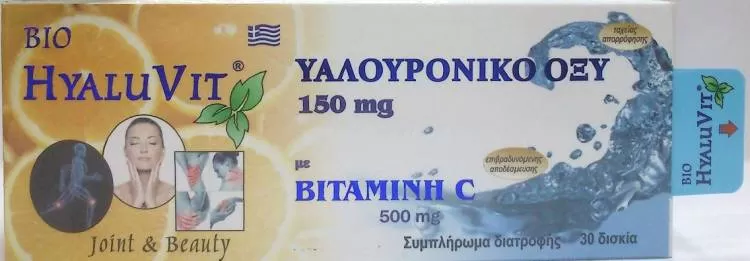 BIO
HYALUVIT®
Joint & Beauty
ΥΑΛΟΥΡΟΝΙΚΟ ΟΞΥ
150 mg
με
ΒΙΤΑΜΙΝΗ C
500 mg
Συμπλήρωμα διατροφής 30 δισκία
ταχείας
απορρόφησης
επιβραδυνόμενης
αποδέσμευσης
BIO
HYALUVIT®